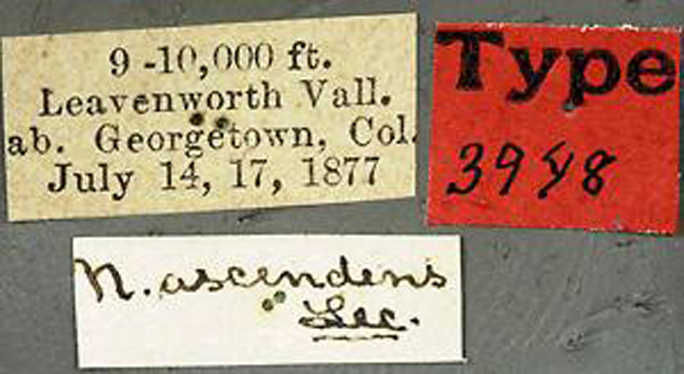 9 -10,000 ft.
Leavenworth Vall.
ab. Georgetown, Col.
July 14, 17, 1877
Type
3948
N. ascendens
Lec.